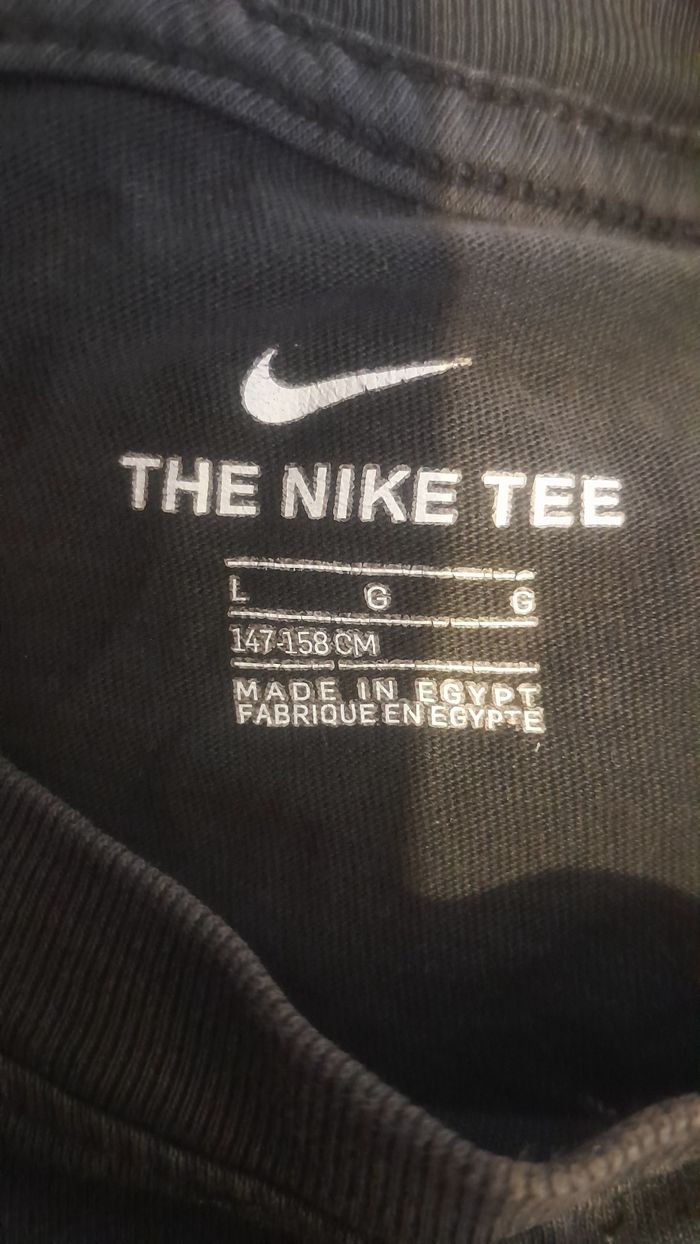 THE NIKE TEE
L G G
147-158 CM
MADE IN EGYPT
FABRIQUE EN EGYPTE